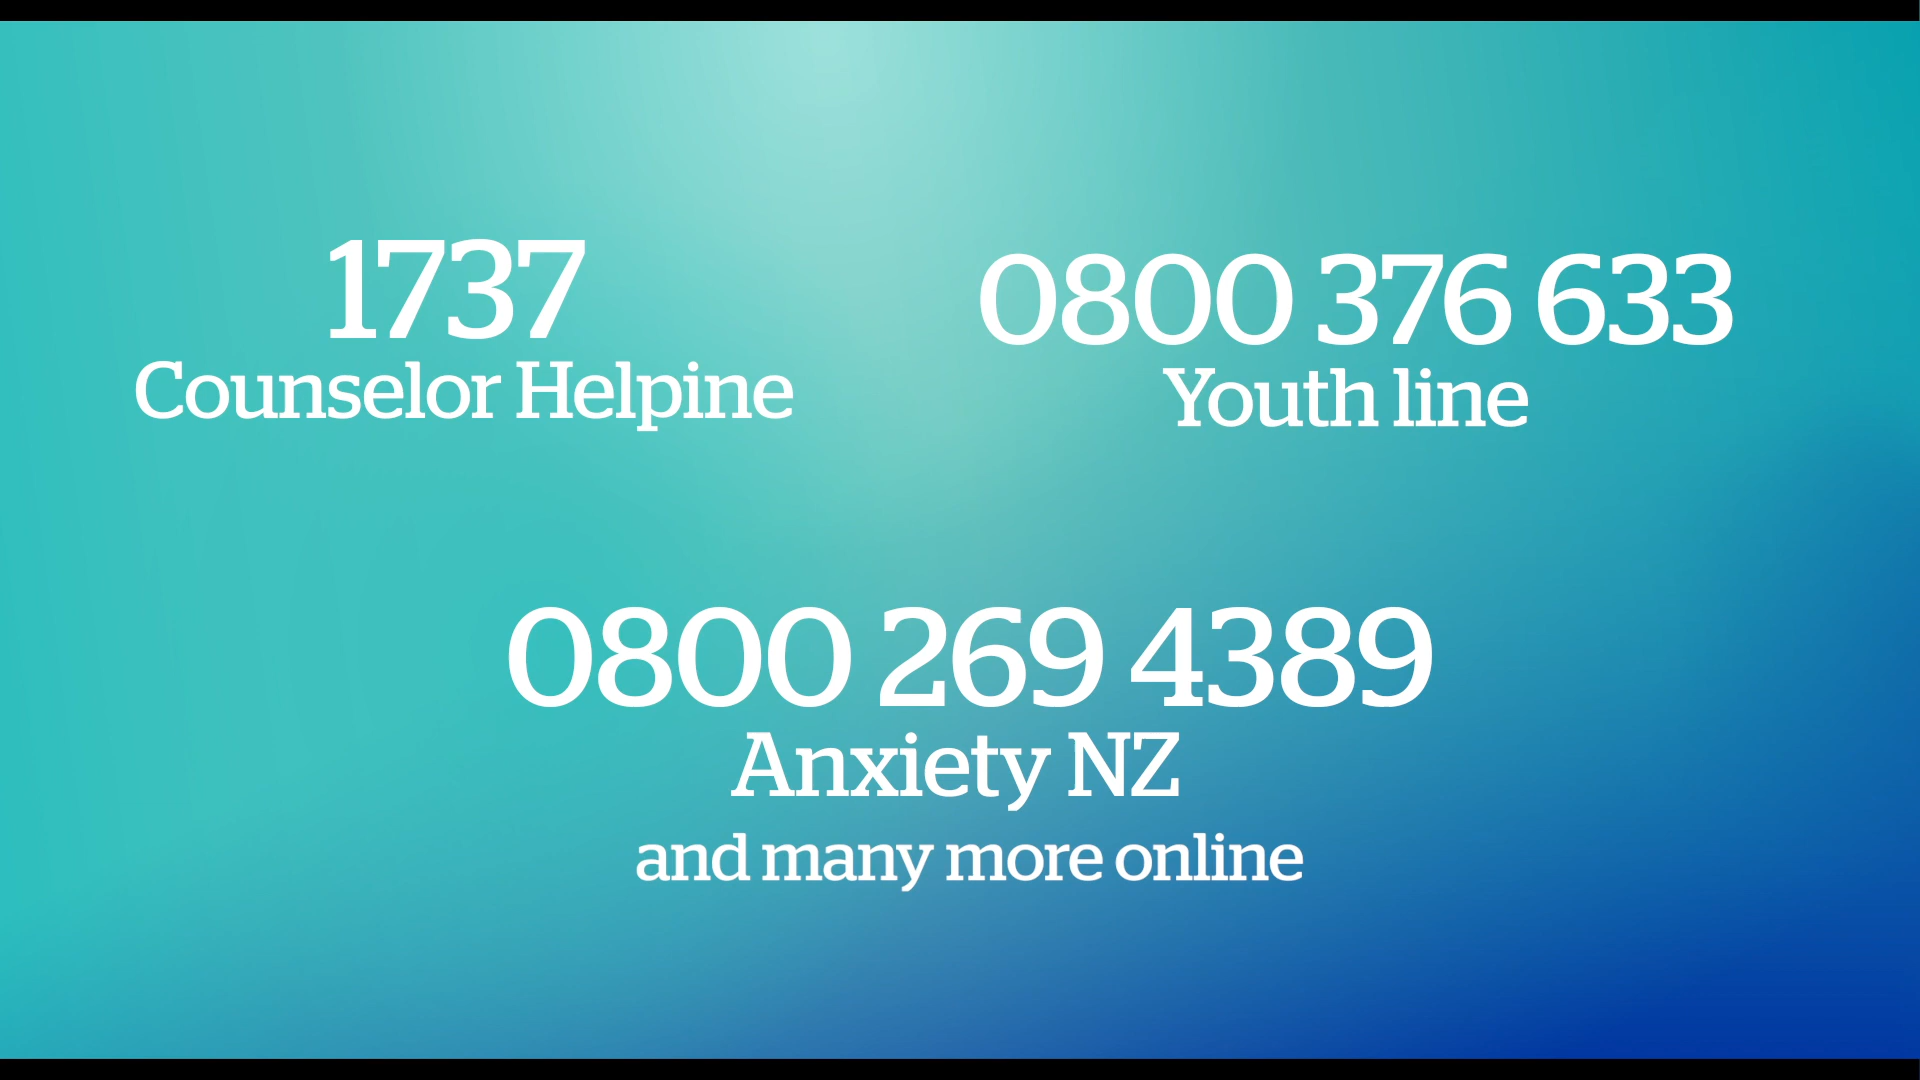 1737
Counselor Helpine
0800 376 633
Youth line
0800 269 4389
Anxiety NZ
and many more online